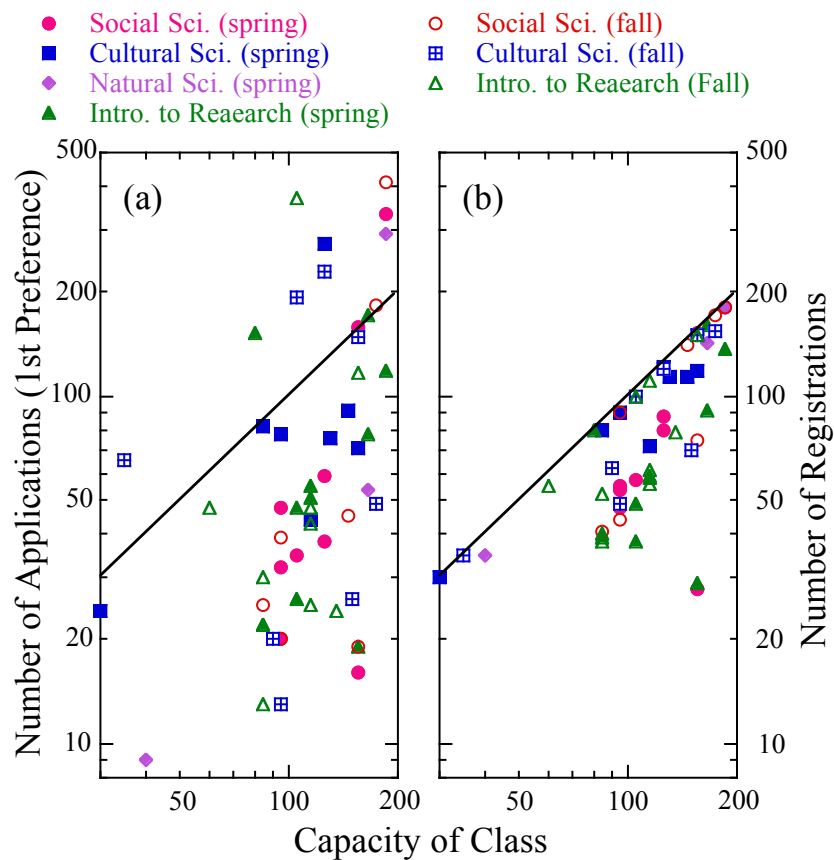 Social Sci. (spring)
Social Sci. (fall)
Cultural Sci. (spring)
Cultural Sci. (fall)
Natural Sci. (spring)
Intro. to Reaearch (Fall)
Intro. to Reaearch (spring)
500
500
(a)
(b)
200
200
100
100
50
50
20
20
10
10
50
100
200
50
100
200
Number of Applications (1st Preference)
Number of Registrations
Capacity of Class